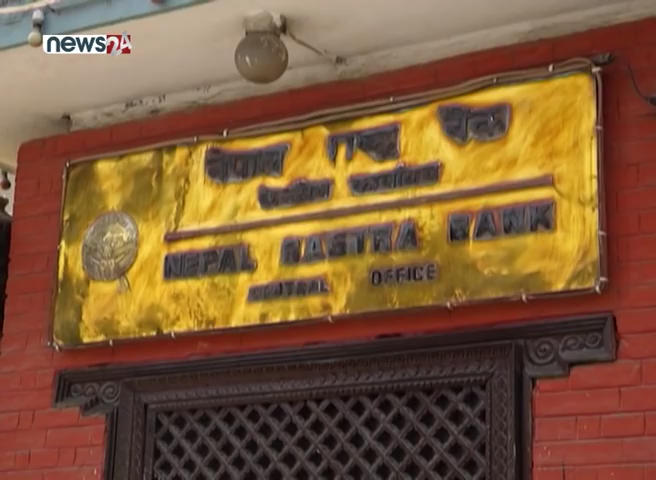 news24
नेपाल राष्ट्र बैंक
केन्द्रीय कार्यालय
NEPAL RASTRA BANK
CENTRAL OFFICE